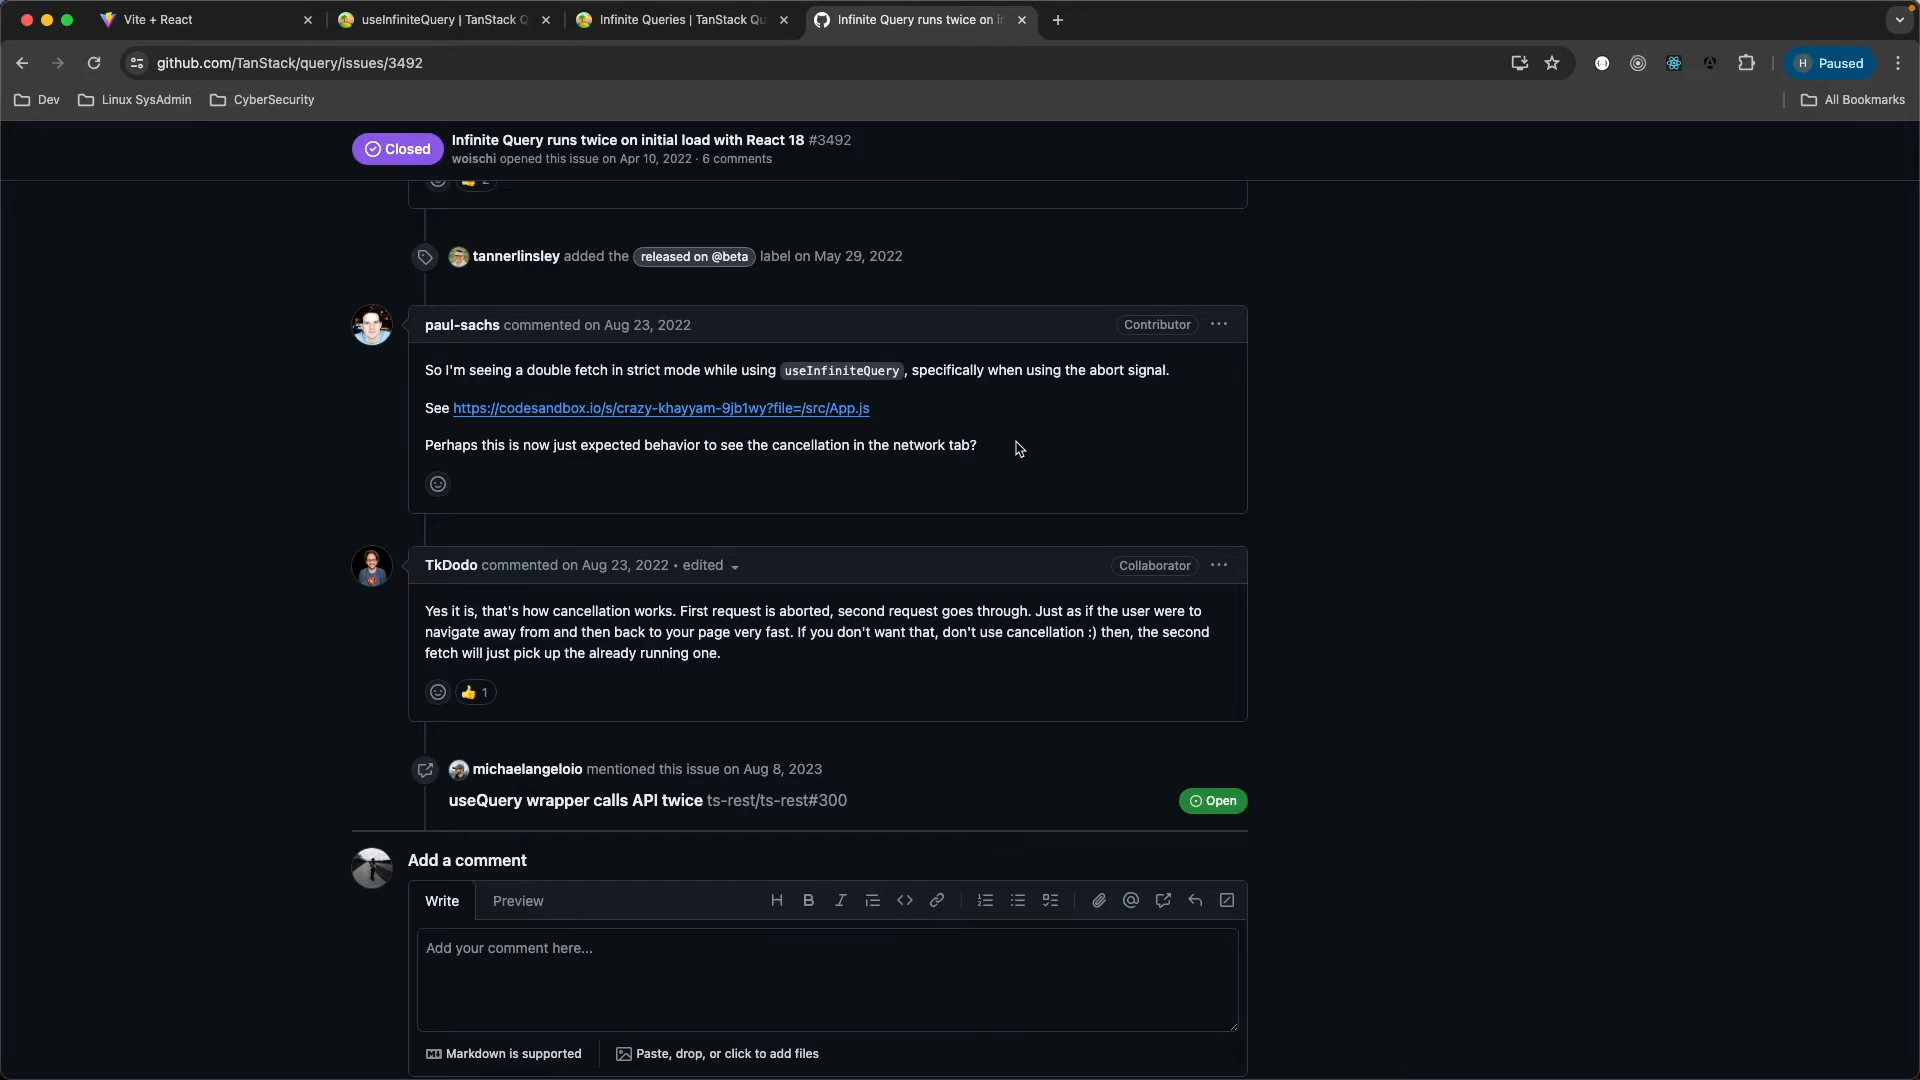 Vite + React
useInfiniteQuery | TanStack Q
Infinite Queries | TanStack Qu
Infinite Query runs twice on in
github.com/TanStack/query/issues/3492
H Paused
Dev
Linux SysAdmin
CyberSecurity
All Bookmarks
Closed
Infinite Query runs twice on initial load with React 18 #3492
woischi opened this issue on Apr 10, 2022 · 6 comments
2
tannerlinsley added the released on @beta label on May 29, 2022
paul-sachs commented on Aug 23, 2022
Contributor
So I'm seeing a double fetch in strict mode while using useInfiniteQuery, specifically when using the abort signal.
See https://codesandbox.io/s/crazy-khayyam-9jb1wy?file=/src/App.js
Perhaps this is now just expected behavior to see the cancellation in the network tab?
TkDodo commented on Aug 23, 2022 • edited
Collaborator
Yes it is, that's how cancellation works. First request is aborted, second request goes through. Just as if the user were to
navigate away from and then back to your page very fast. If you don't want that, don't use cancellation :) then, the second
fetch will just pick up the already running one.
👍 1
michaelangeloio mentioned this issue on Aug 8, 2023
useQuery wrapper calls API twice ts-rest/ts-rest#300
Open
Add a comment
Write
Preview
Add your comment here...
Markdown is supported
Paste, drop, or click to add files